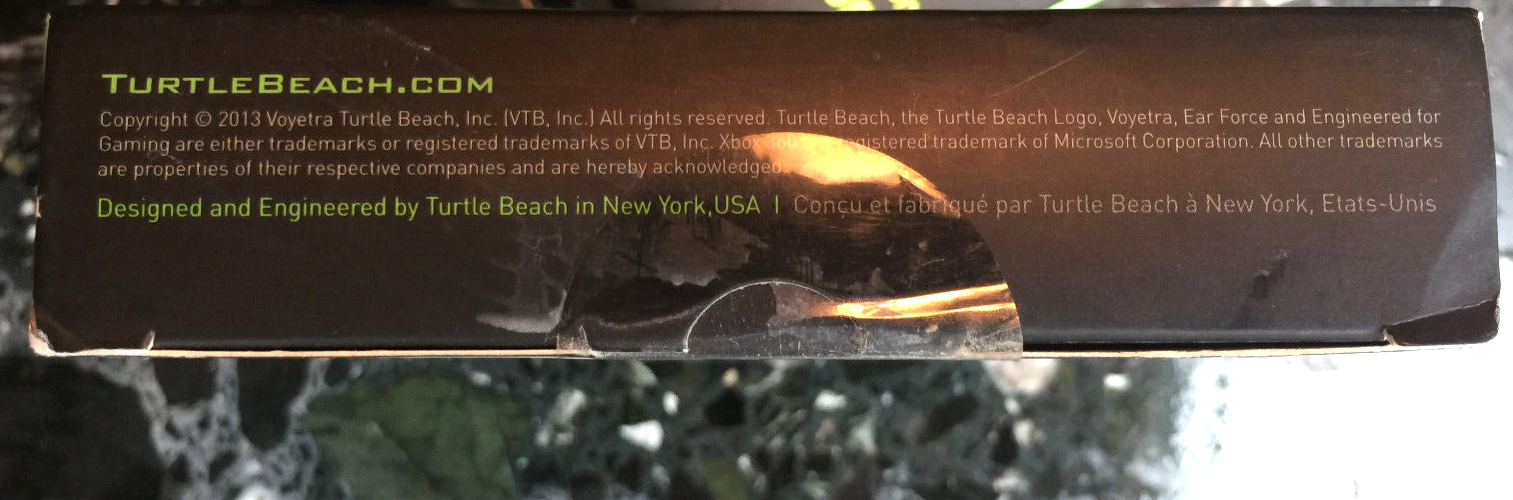 TURTLEBEACH.COM
Copyright © 2013 Voyetra Turtle Beach, Inc. (VTB, Inc.) All rights reserved. Turtle Beach, the Turtle Beach Logo, Voyetra, Ear Force and Engineered for
Gaming are either trademarks or registered trademarks of VTB, Inc. Xbox 360 registered trademark of Microsoft Corporation. All other trademarks
are properties of their respective companies and are hereby acknowledged.
Designed and Engineered by Turtle Beach in New York,USA | Conçu et fabriqué par Turtle Beach à New York, Etats-Unis